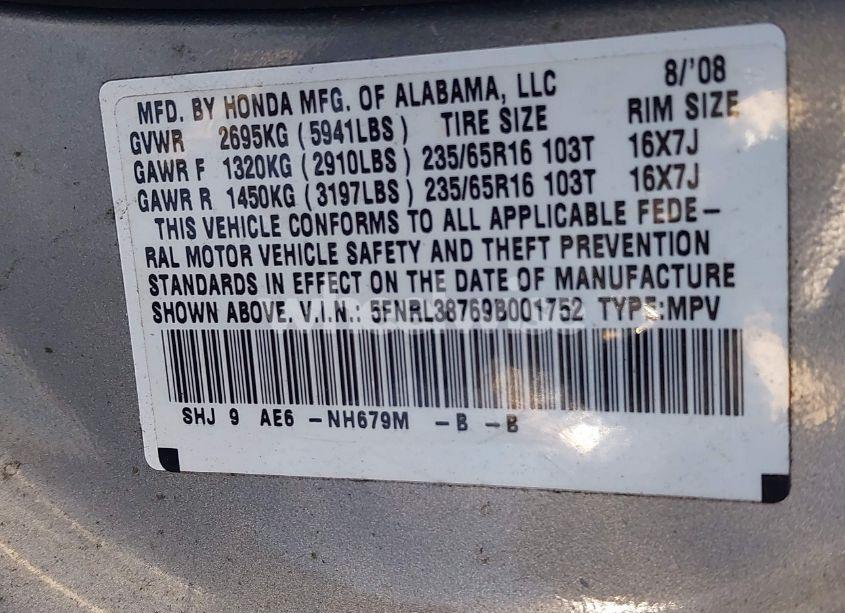 MFD. BY HONDA MFG. OF ALABAMA, LLC 8/'08
GVWR 2695KG (5941LBS) TIRE SIZE RIM SIZE
GAWR F 1320KG (2910LBS) 235/65R16 103T 16X7J
GAWR R 1450KG (3197LBS) 235/65R16 103T 16X7J
THIS VEHICLE CONFORMS TO ALL APPLICABLE FEDE-
RAL MOTOR VEHICLE SAFETY AND THEFT PREVENTION
STANDARDS IN EFFECT ON THE DATE OF MANUFACTURE
SHOWN ABOVE. V.I.N.: 5FNRL38769B001752 TYPE:MPV
SHJ 9 AE6 -NH679M -B -B